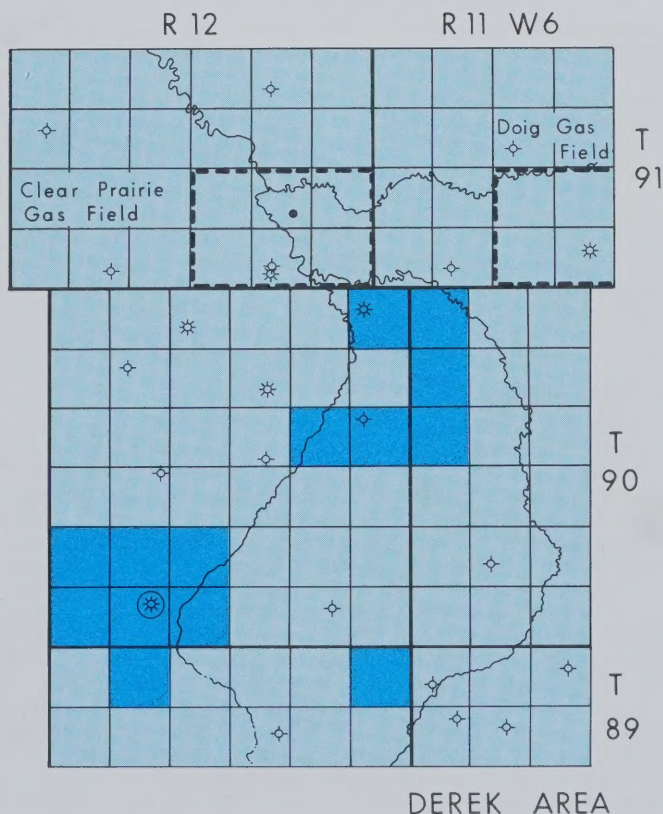 R 12
R 11 W6
Doig Gas
Field
T
91
Clear Prairie
Gas Field
T
90
T
89
DEREK AREA